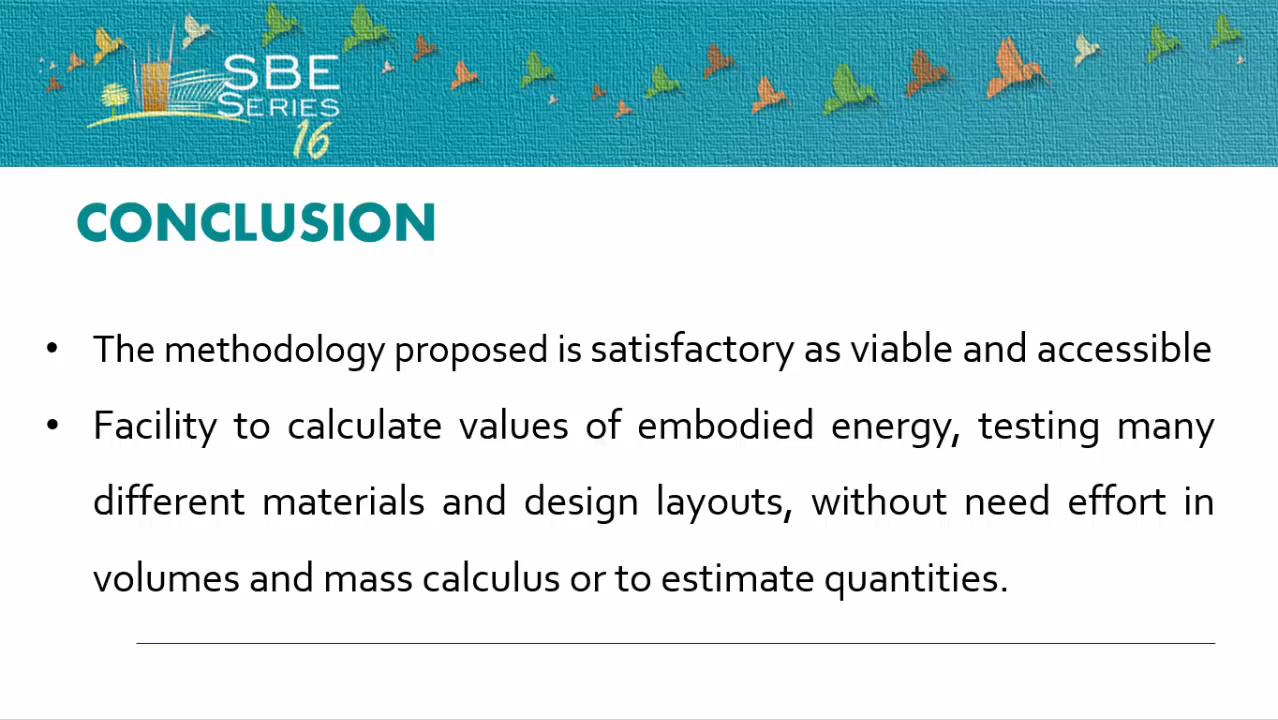 SBE
SERIES
16
CONCLUSION
• The methodology proposed is satisfactory as viable and accessible
• Facility to calculate values of embodied energy, testing many
different materials and design layouts, without need effort in
volumes and mass calculus or to estimate quantities.